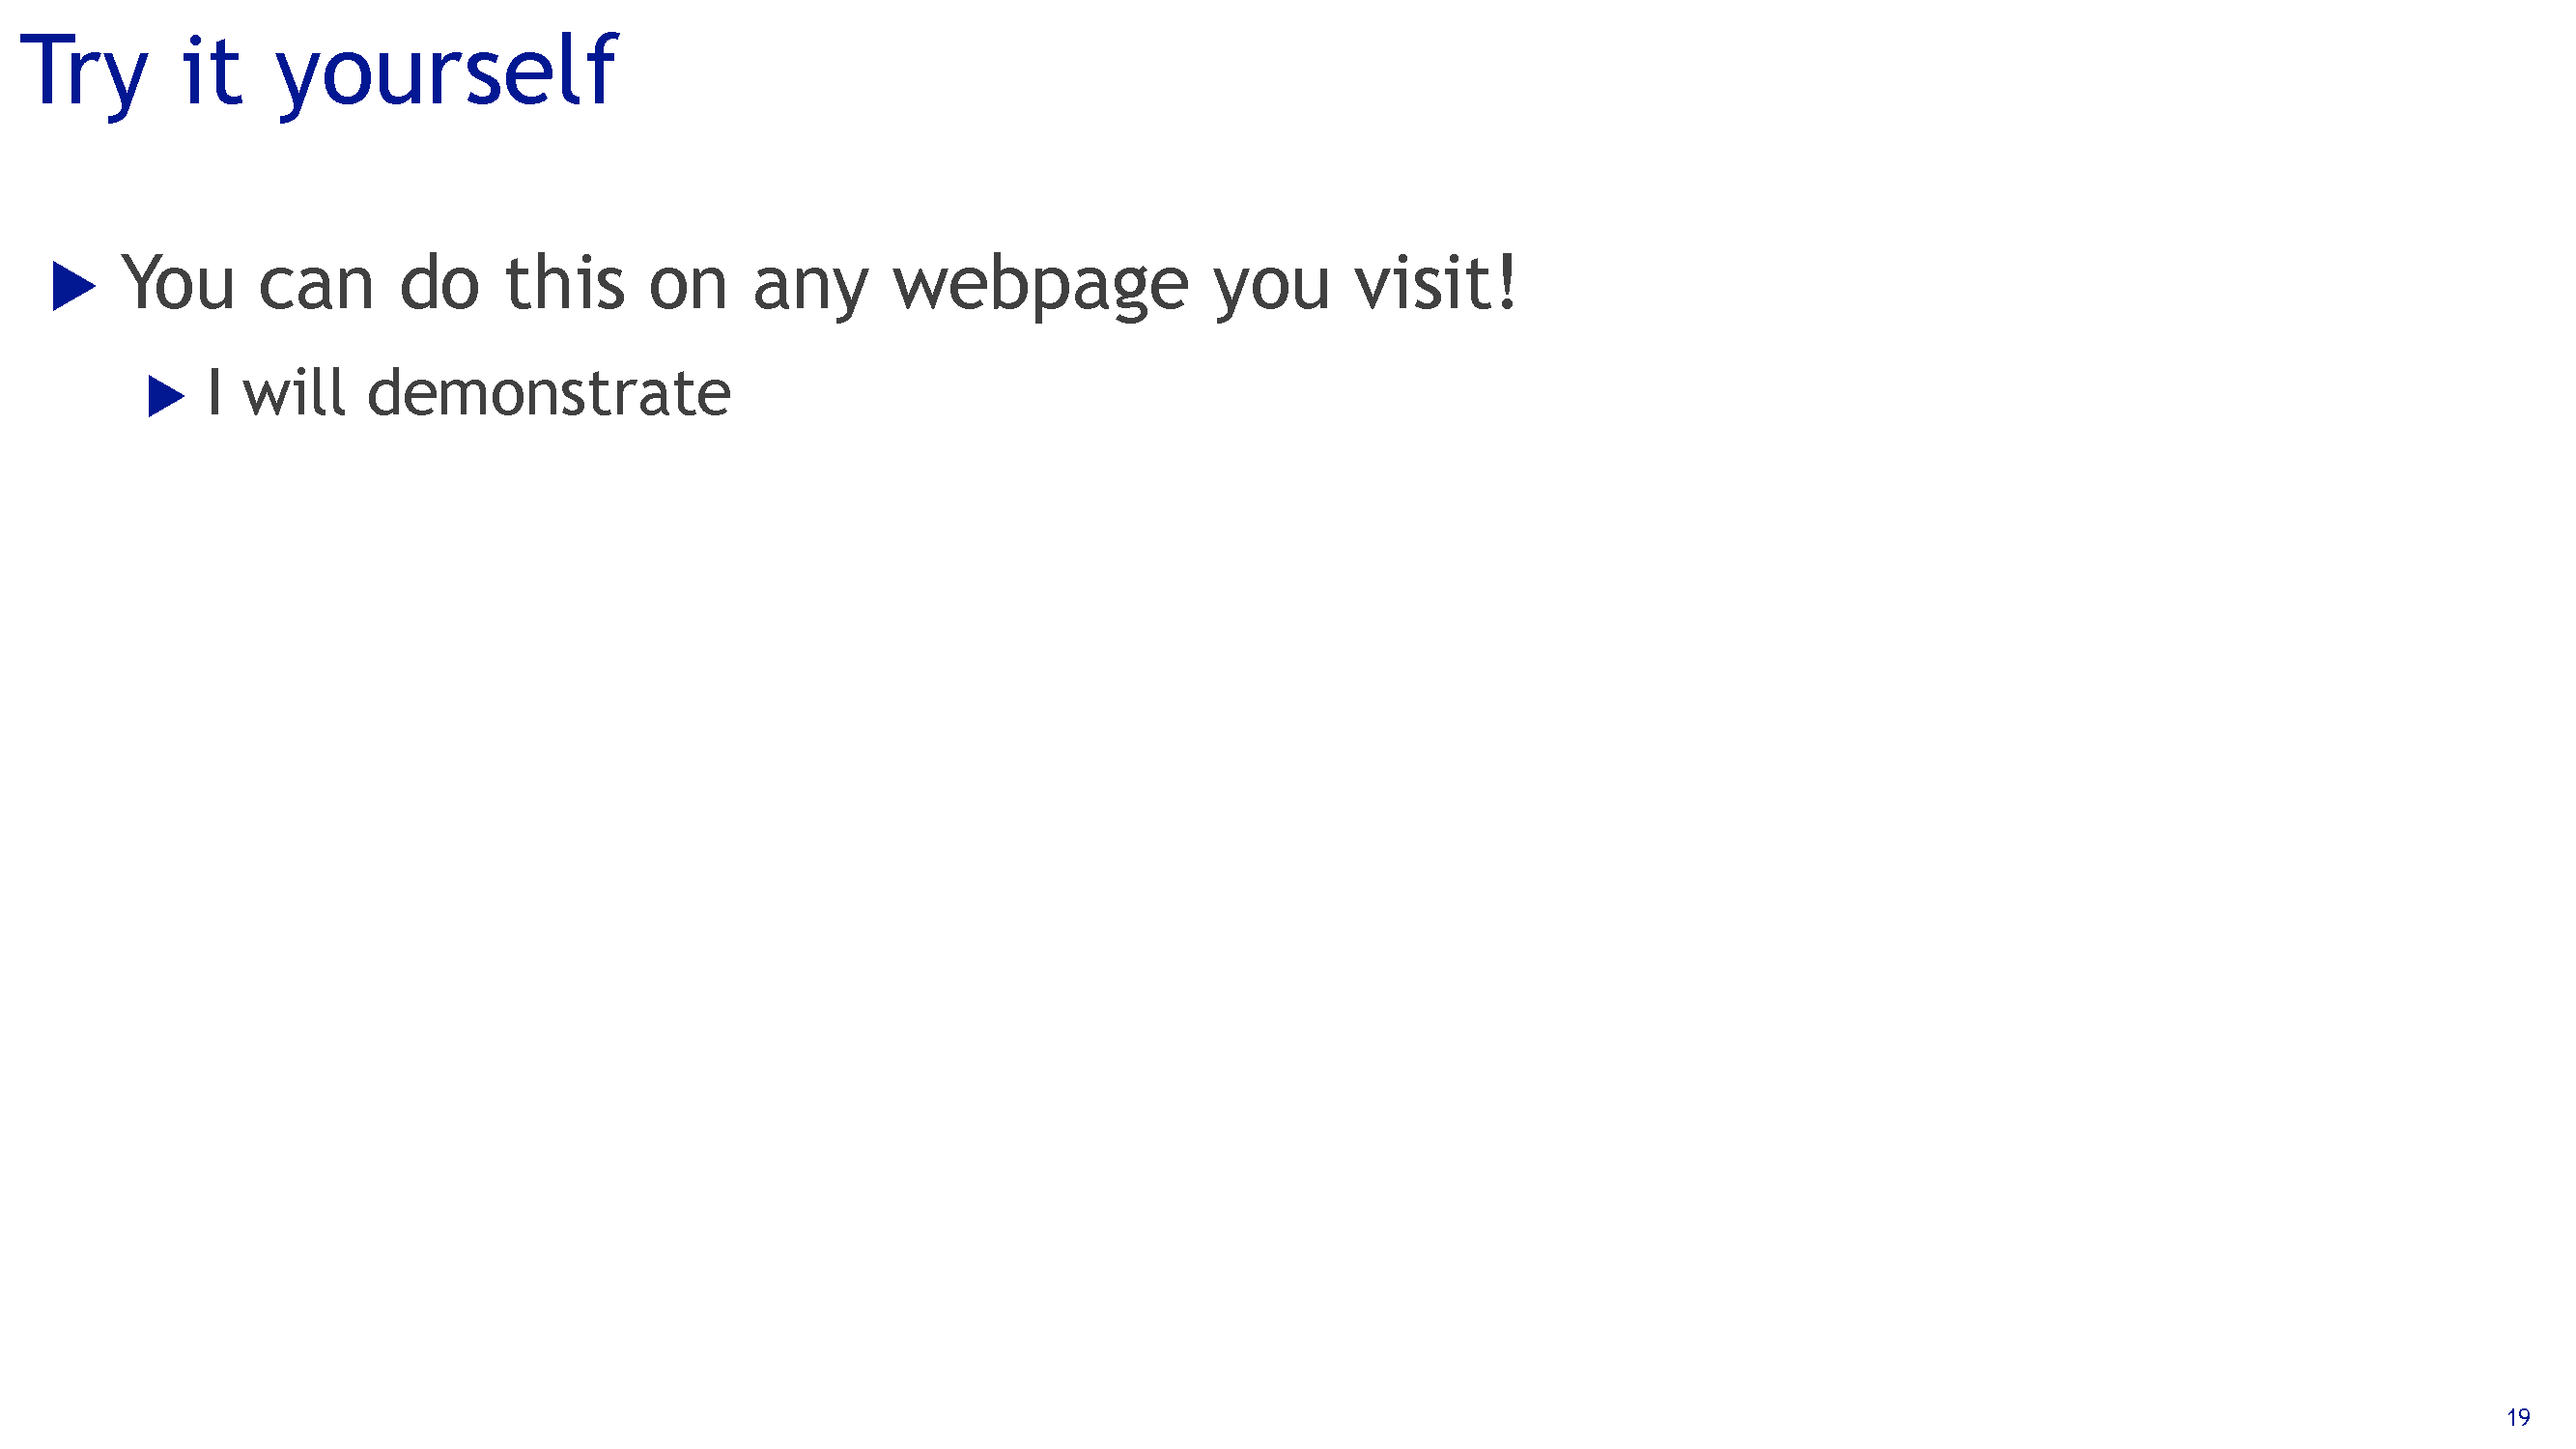 Try it yourself
▶ You can do this on any webpage you visit!
▶ I will demonstrate
19